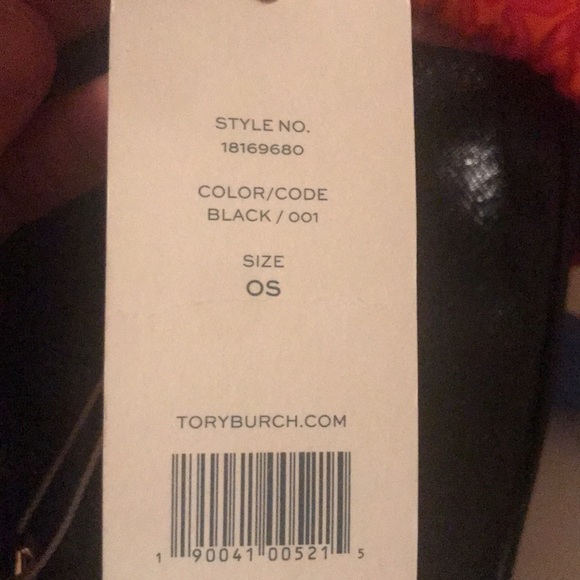 STYLE NO.
18169680
COLOR/CODE
BLACK / 001
SIZE
OS
TORYBURCH.COM
1 90041 00521 5